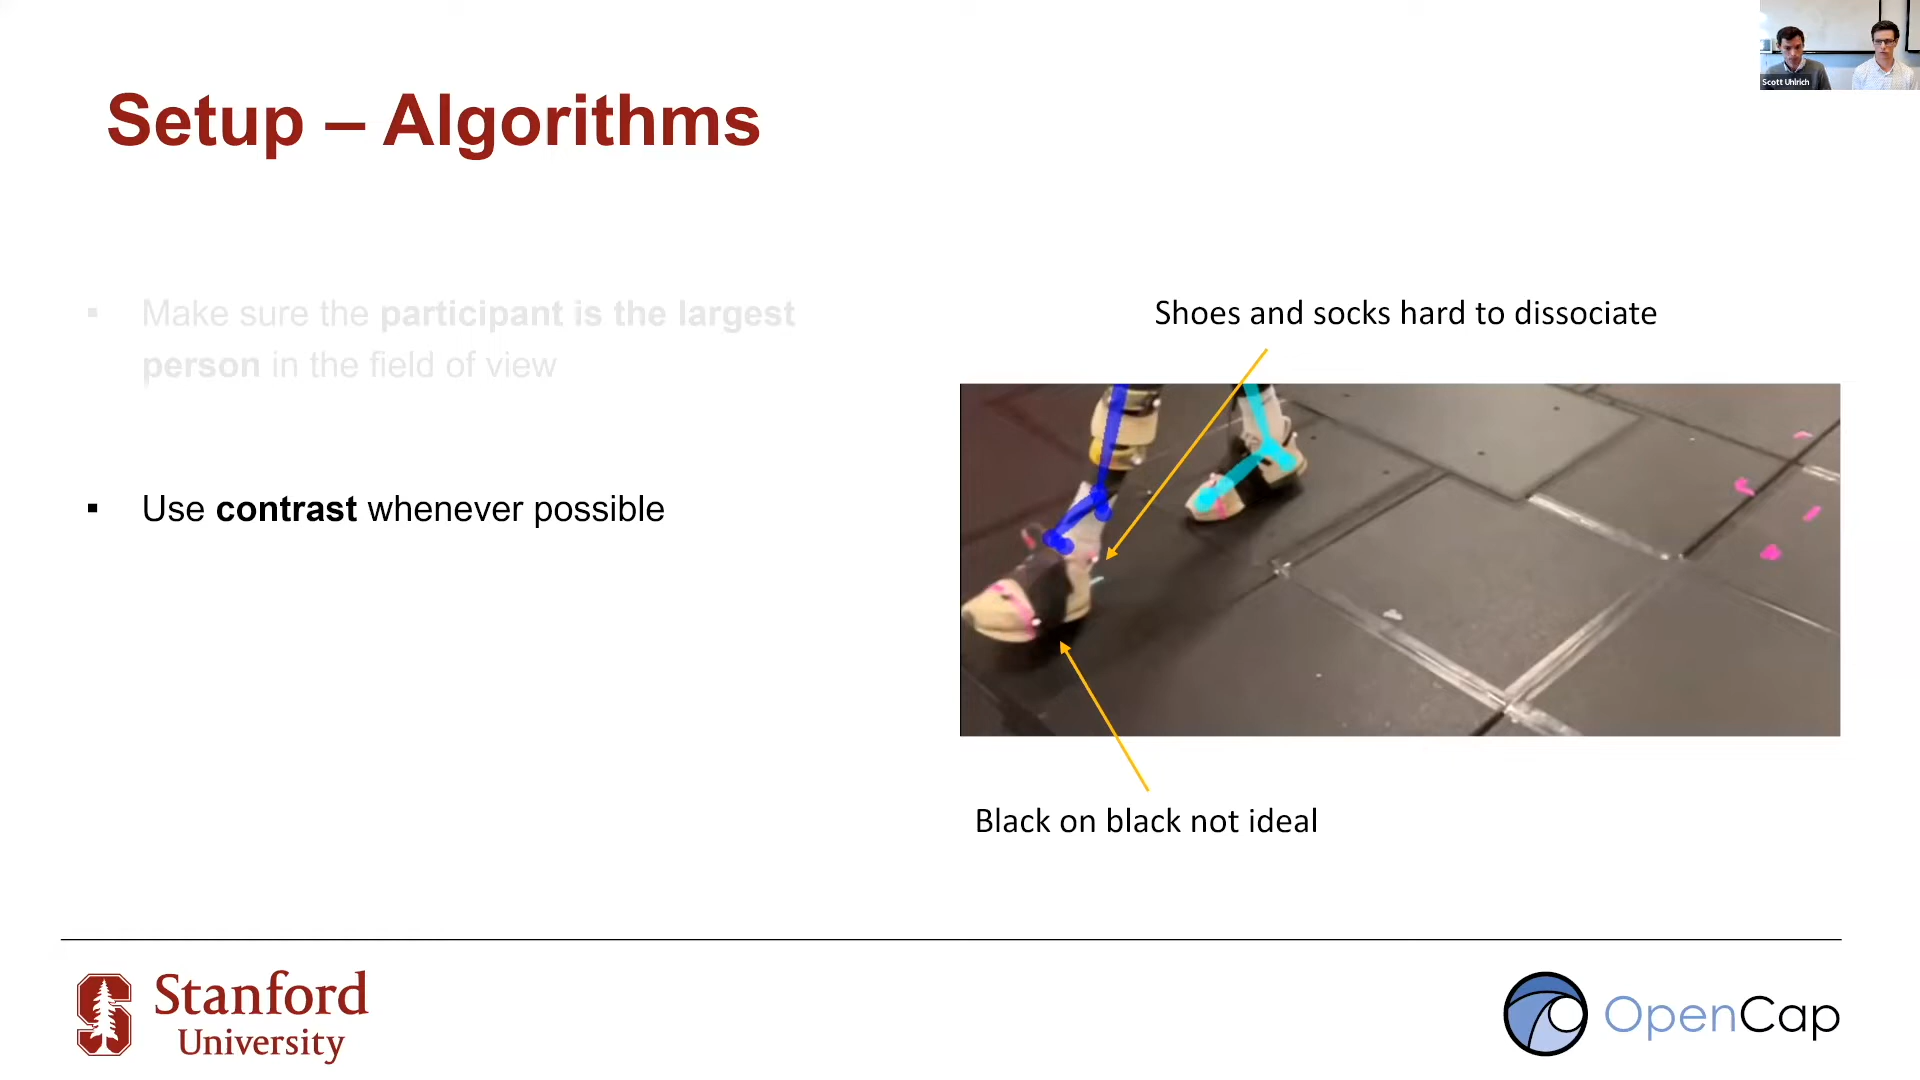 Scott Uhlrich
Setup – Algorithms
▪ Make sure the participant is the largest
person in the field of view
▪ Use contrast whenever possible
Shoes and socks hard to dissociate
Black on black not ideal
Stanford
University
OpenCap